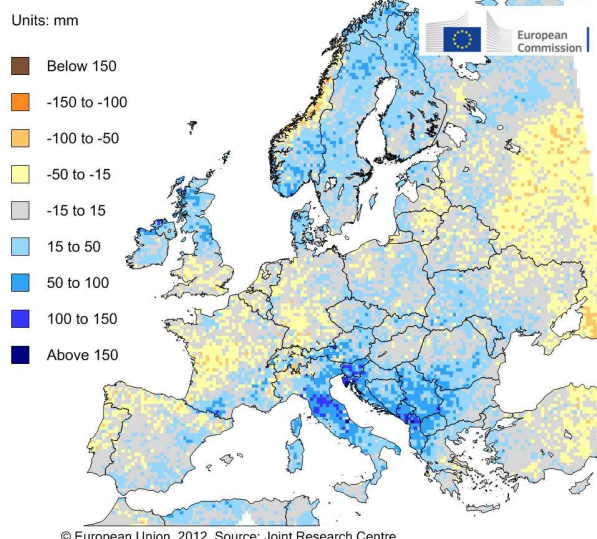 Units: mm
European
Commission
Below 150
-150 to -100
-100 to -50
-50 to -15
-15 to 15
15 to 50
50 to 100
100 to 150
Above 150
© European Union, 2012. Source: Joint Research Centre